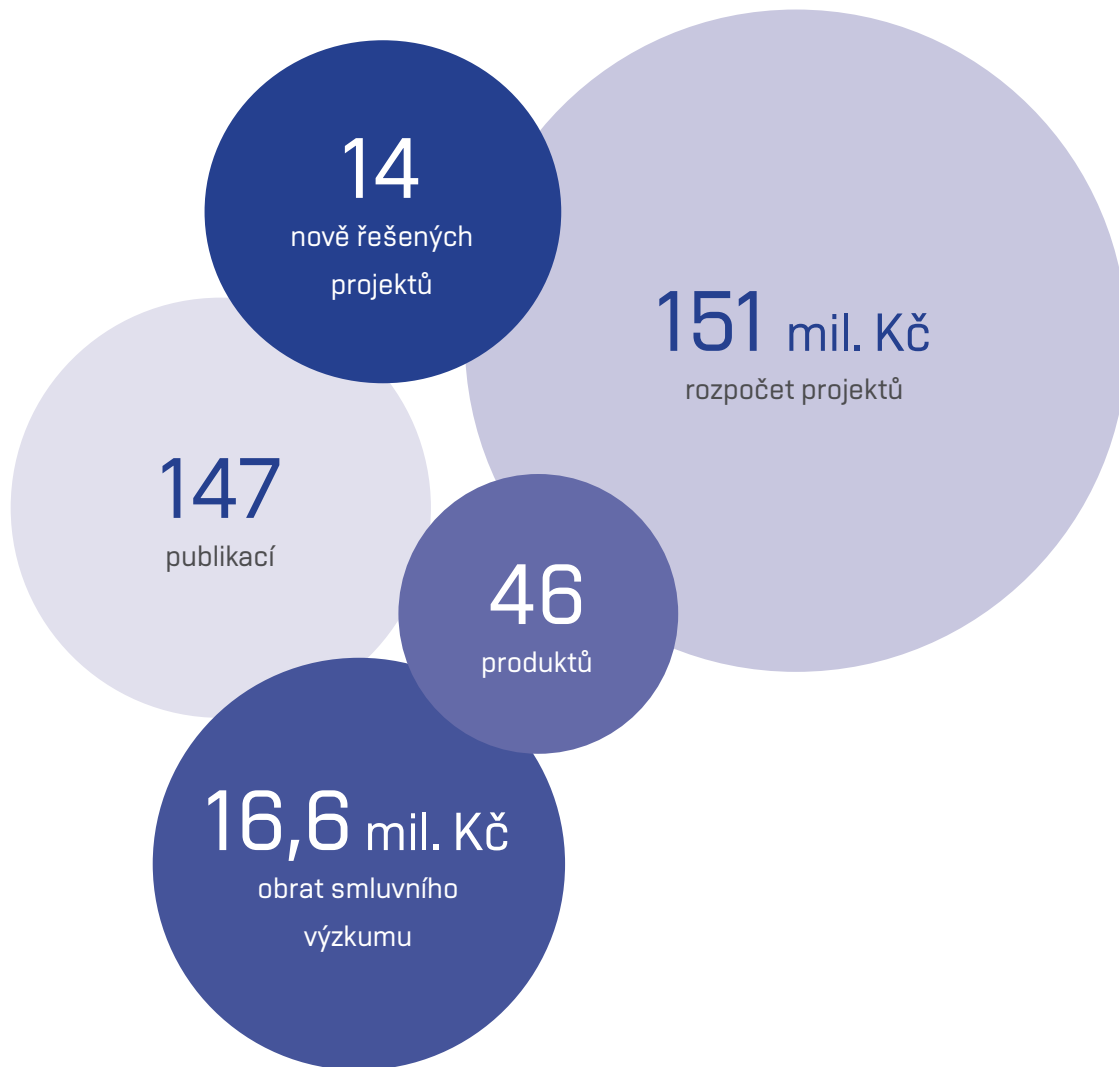 14
nově řešených
projektů
151 mil. Kč
rozpočet projektů
147
publikací
46
produktů
16,6 mil. Kč
obrat smluvního
výzkumu